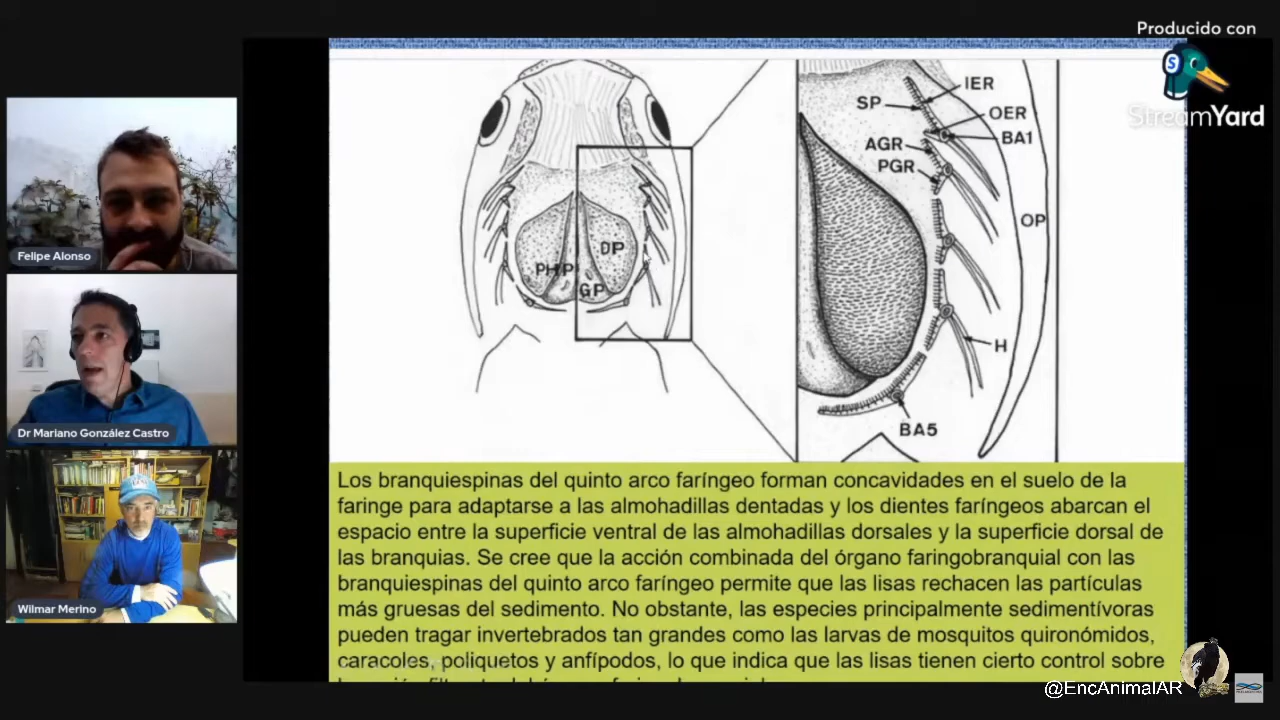 Producido con
StreamYard
Felipe Alonso
Dr Mariano González Castro
Wilmar Merino
PHP
DP
GP
IER
SP
OER
BA1
AGR
PGR
OP
H
BA5
Los branquiespinas del quinto arco faríngeo forman concavidades en el suelo de la
faringe para adaptarse a las almohadillas dentadas y los dientes faríngeos abarcan el
espacio entre la superficie ventral de las almohadillas dorsales y la superficie dorsal de
las branquias. Se cree que la acción combinada del órgano faringobranquial con las
branquiespinas del quinto arco faríngeo permite que las lisas rechacen las partículas
más gruesas del sedimento. No obstante, las especies principalmente sedimentívoras
pueden tragar invertebrados tan grandes como las larvas de mosquitos quironómidos,
caracoles, poliquetos y anfípodos, lo que indica que las lisas tienen cierto control sobre
@EncAnimalAR